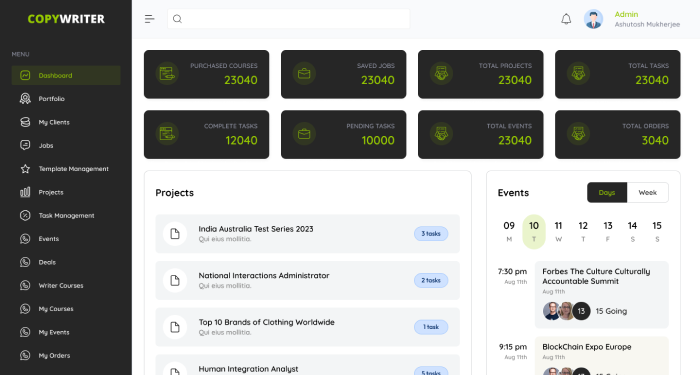 COPYWRITER
MENU
Dashboard
Portfolio
My Clients
Jobs
Template Management
Projects
Task Management
Events
Deals
Writer Courses
My Courses
My Events
My Orders
Admin
Ashutosh Mukherjee
PURCHASED COURSES
23040
SAVED JOBS
23040
TOTAL PROJECTS
23040
TOTAL TASKS
23040
COMPLETE TASKS
12040
PENDING TASKS
10000
TOTAL EVENTS
23040
TOTAL ORDERS
3040
Projects
India Australia Test Series 2023
Qui eius mollitia.
3 tasks
National Interactions Administrator
Qui eius mollitia.
2 tasks
Top 10 Brands of Clothing Worldwide
Qui eius mollitia.
1 task
Human Integration Analyst
5 tasks
Events
Days
Week
09 10 11 12 13 14 15
M T W T F S S
7:30 pm
Aug 11th
Forbes The Culture Culturally
Accountable Summit
Aug 11th
13
15 Going
9:15 pm
Aug 11th
BlockChain Expo Europe
Aug 11th